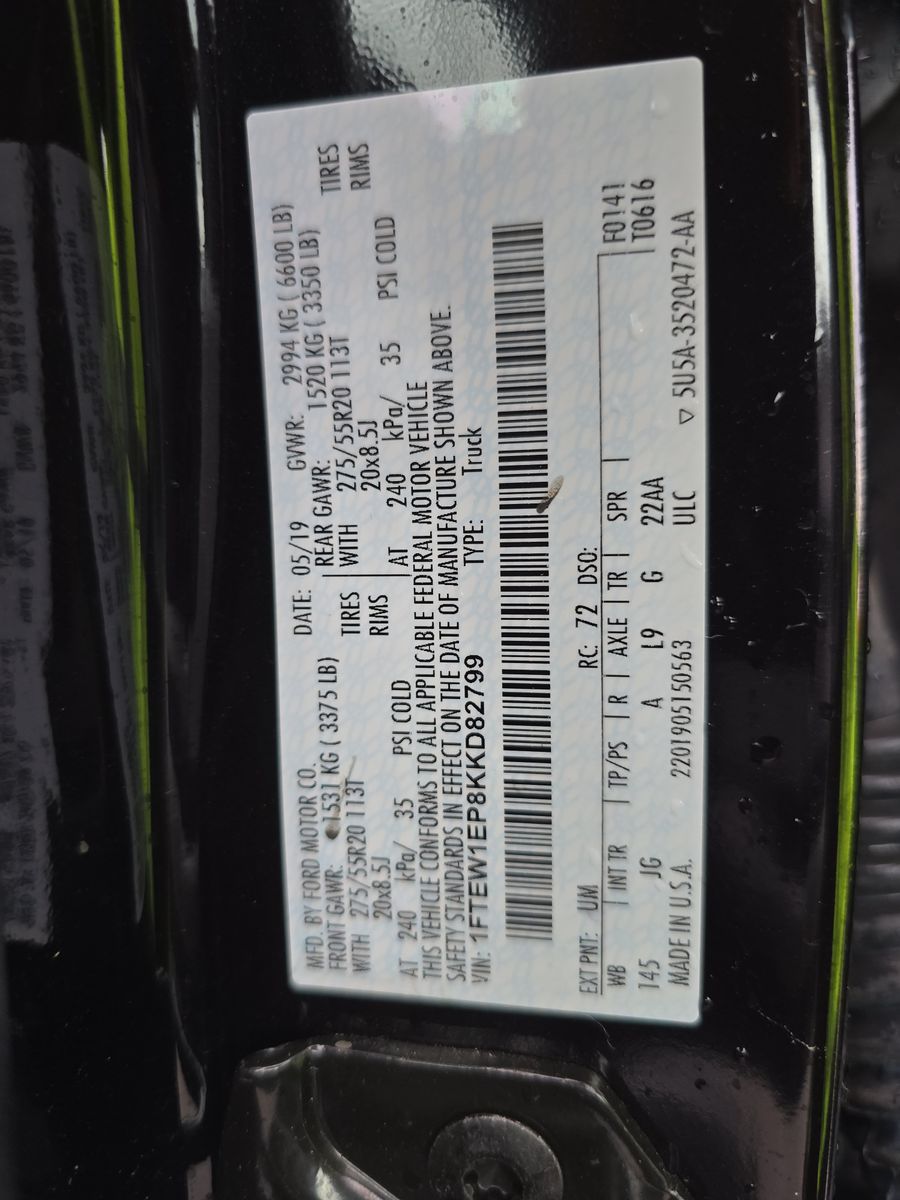 MFD. BY FORD MOTOR CO. DATE: 05/19 GVWR: 2994 KG ( 6600 LB)
FRONT GAWR: 1531 KG ( 3375 LB) REAR GAWR: 1520 KG ( 3350 LB)
WITH 275/55R20 113T TIRES WITH 275/55R20 113T TIRES
20x8.5J RIMS 20x8.5J RIMS
AT 240 kPa/ 35 PSI COLD AT 240 kPa/ 35 PSI COLD
THIS VEHICLE CONFORMS TO ALL APPLICABLE FEDERAL MOTOR VEHICLE
SAFETY STANDARDS IN EFFECT ON THE DATE OF MANUFACTURE SHOWN ABOVE.
VIN: 1FTEW1EP8KKD82799 TYPE: Truck
EXT PNT: UM RC: 72 DSO:
WB INT TR TP/PS R AXLE TR SPR F0141
145 JG A L9 G 22AA T0616
MADE IN U.S.A. 2201905150563 ULC ▽ 5U5A-3520472-AA